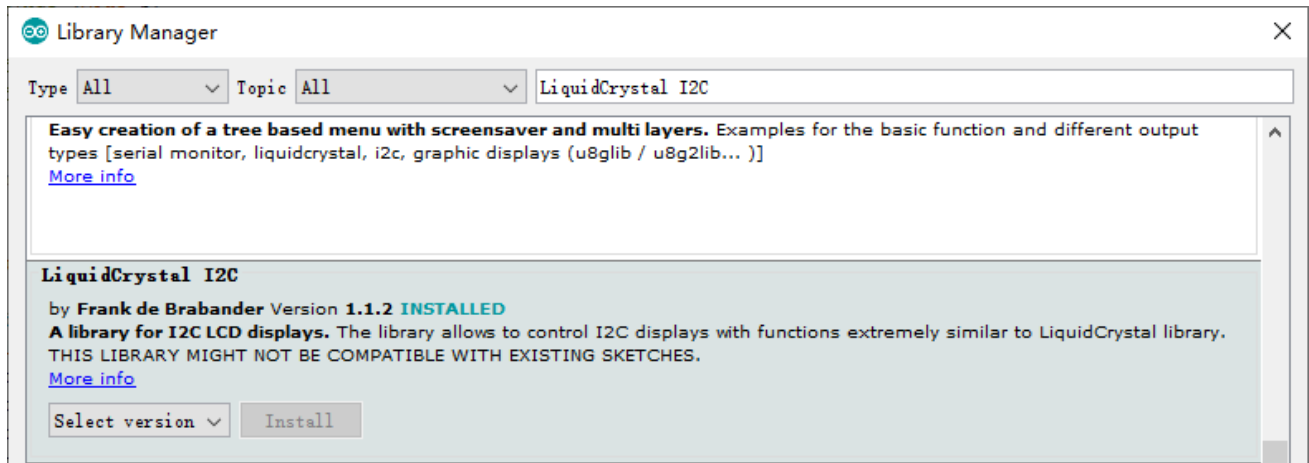 Library Manager
Type All Topic All LiquidCrystal I2C
Easy creation of a tree based menu with screensaver and multi layers. Examples for the basic function and different output
types [serial monitor, liquidcrystal, i2c, graphic displays (u8glib / u8g2lib... )]
More info
LiquidCrystal I2C
by Frank de Brabander Version 1.1.2 INSTALLED
A library for I2C LCD displays. The library allows to control I2C displays with functions extremely similar to LiquidCrystal library.
THIS LIBRARY MIGHT NOT BE COMPATIBLE WITH EXISTING SKETCHES.
More info
Select version Install